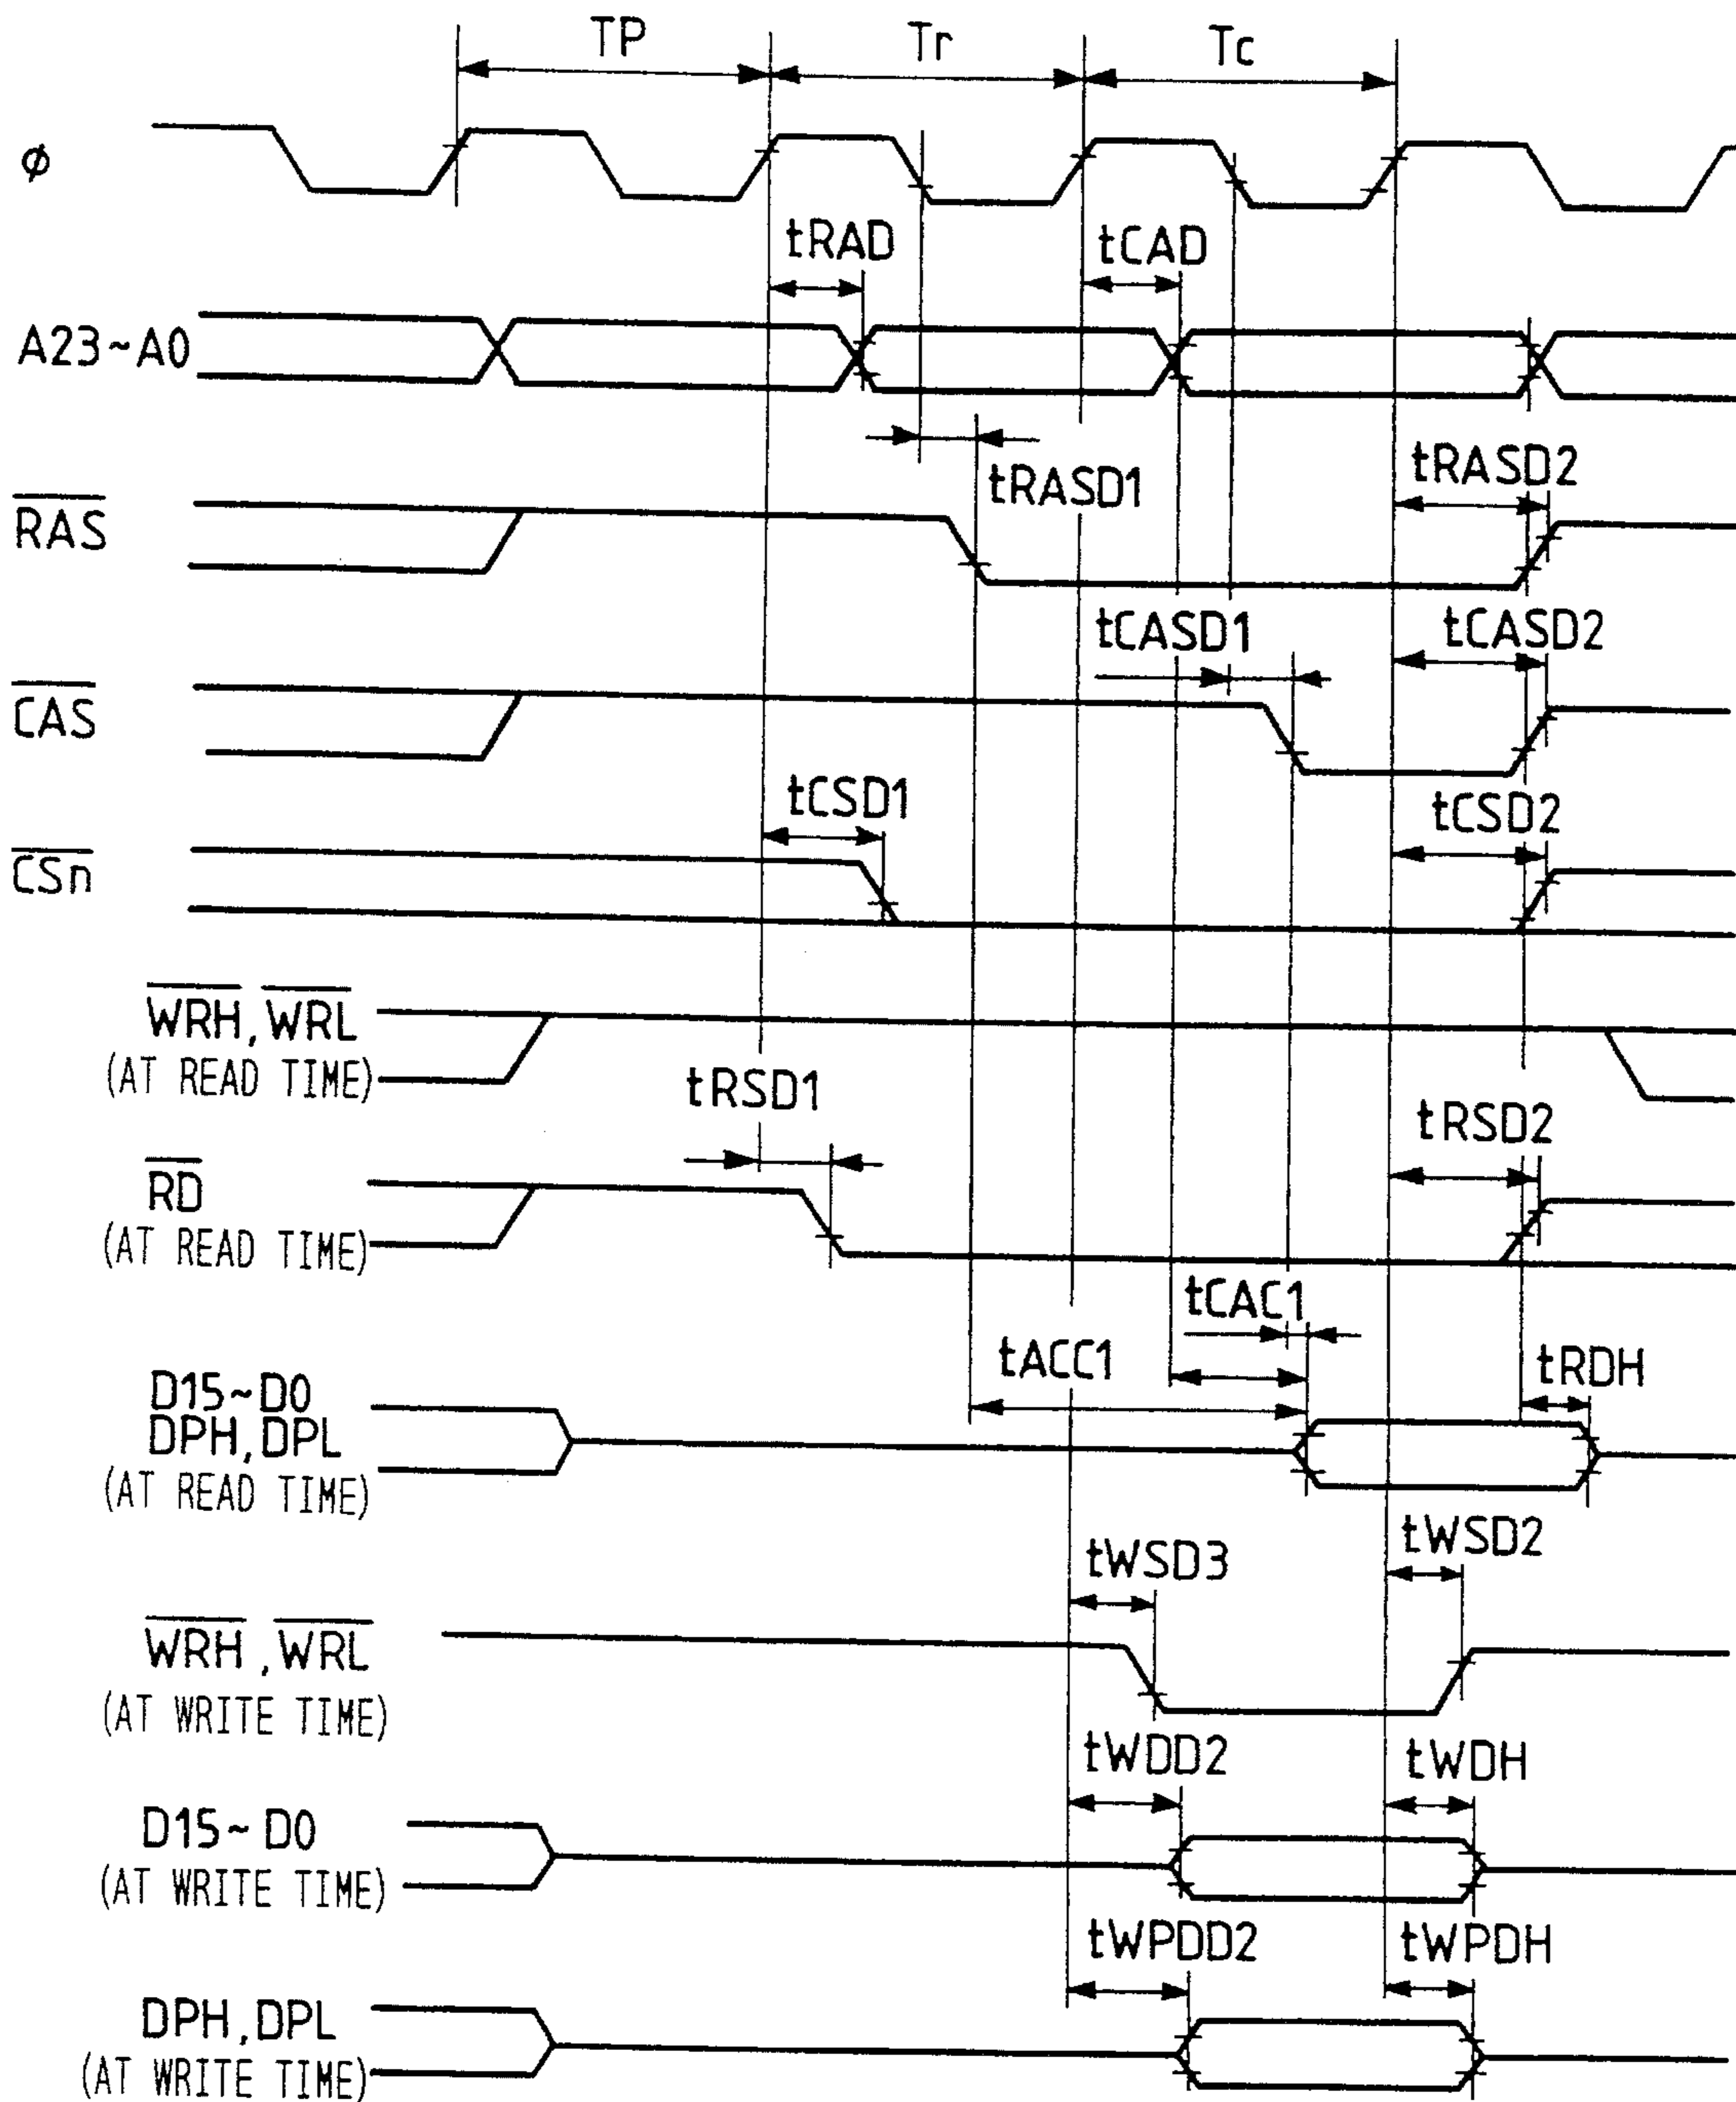 TP Tr Tc
φ
tRAD tCAD
A23~A0
tRASD1 tRASD2
RAS
tCASD1 tCASD2
CAS
tCSD1 tCSD2
CSn
WRH, WRL
(AT READ TIME)
tRSD1 tRSD2
RD
(AT READ TIME)
tCAC1
tACC1 tRDH
D15~D0
DPH, DPL
(AT READ TIME)
tWSD3 tWSD2
WRH, WRL
(AT WRITE TIME)
tWDD2 tWDH
D15~D0
(AT WRITE TIME)
tWPDD2 tWPDH
DPH, DPL
(AT WRITE TIME)